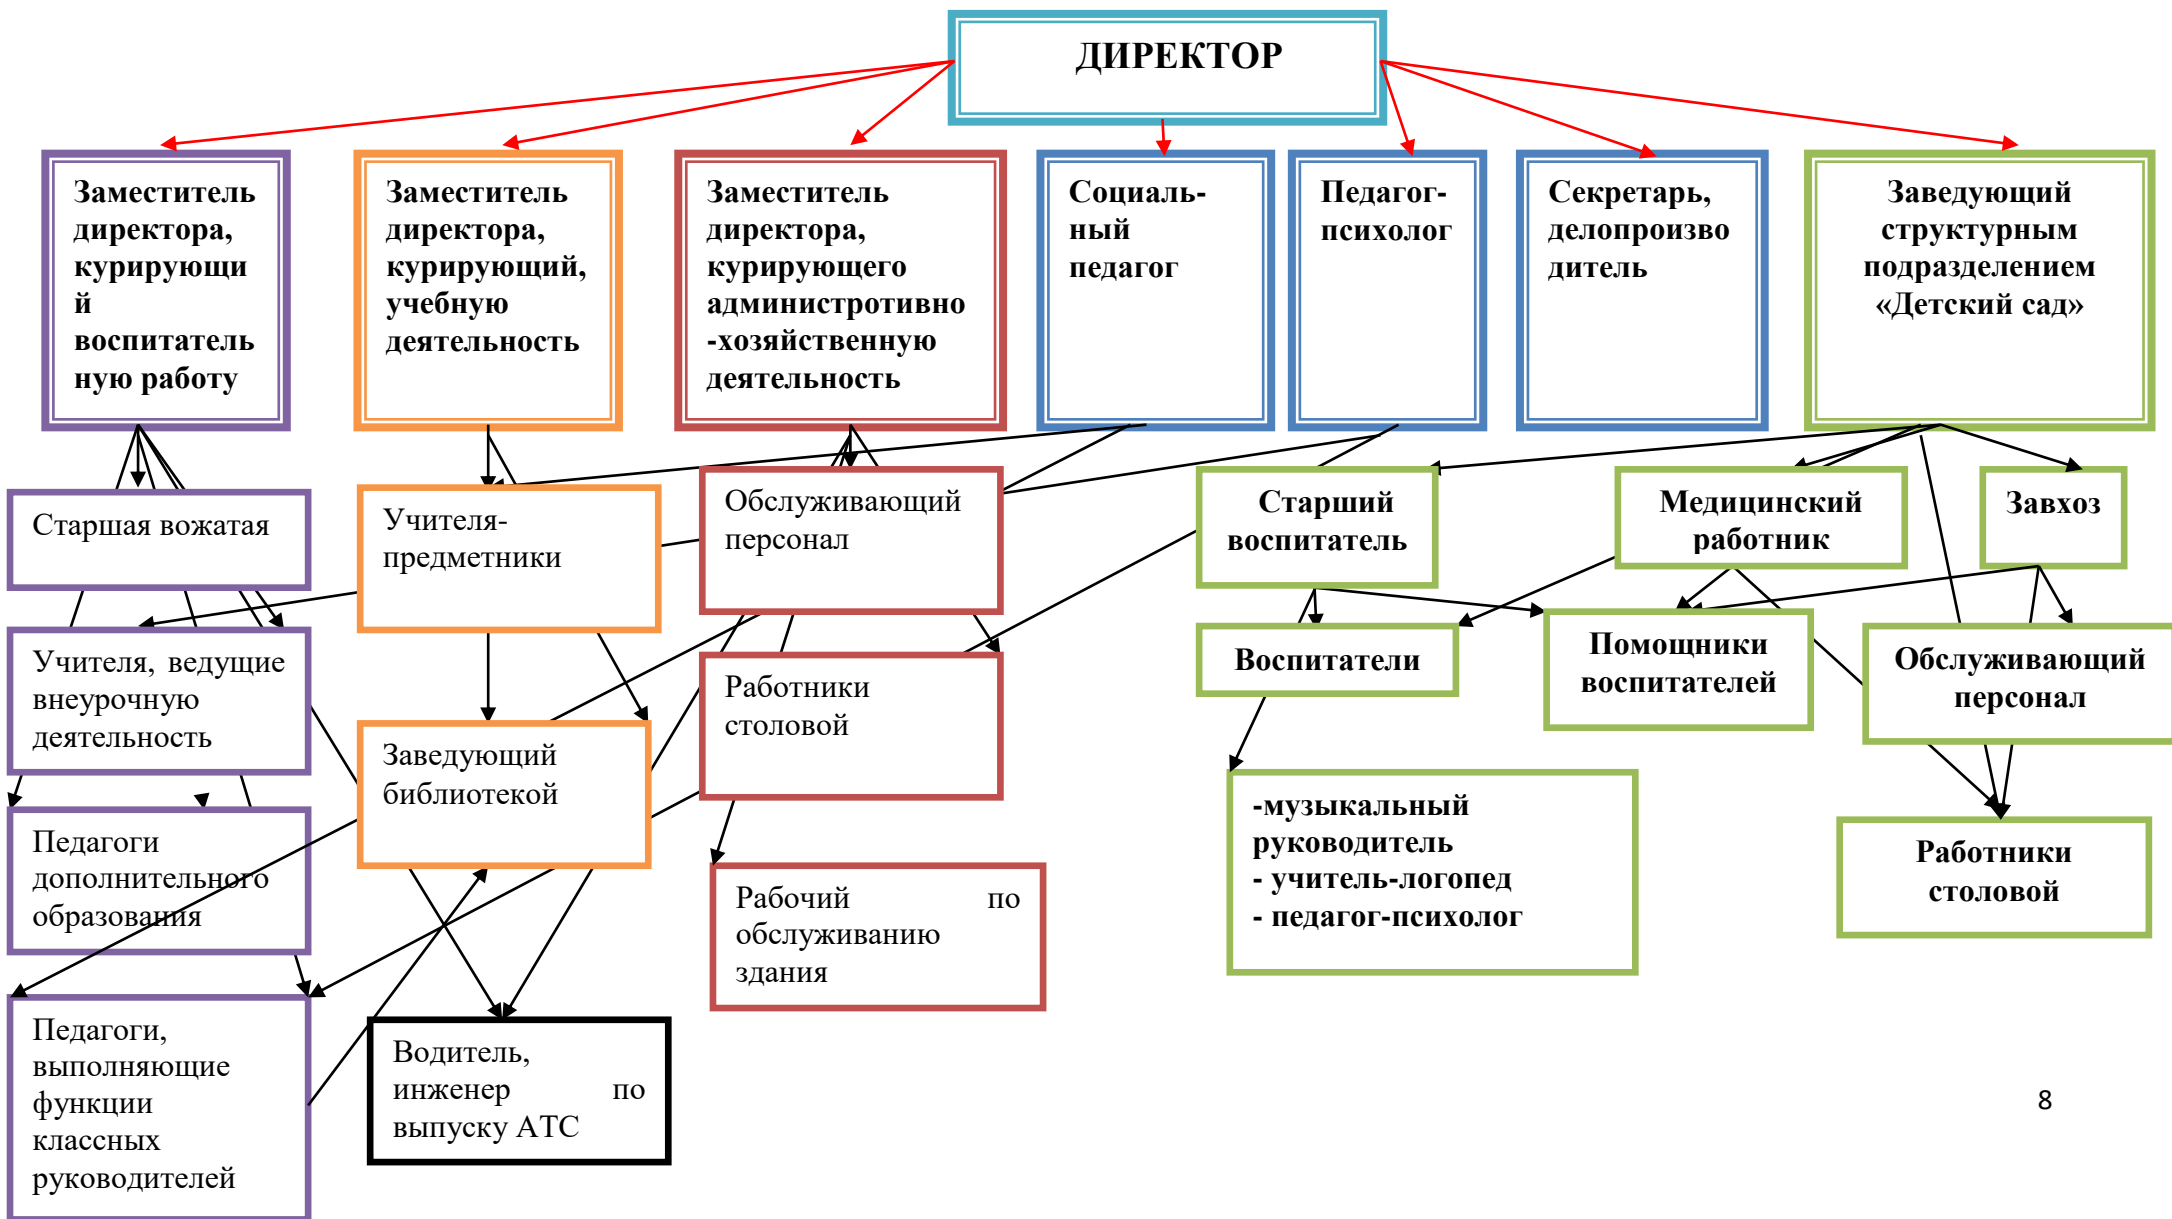 ДИРЕКТОР
Заместитель
директора,
курирующи
й
воспитатель
ную работу
Заместитель
директора,
курирующий,
учебную
деятельность
Заместитель
директора,
курирующего
администротивно
-хозяйственную
деятельность
Социаль-
ный
педагог
Педагог-
психолог
Секретарь,
делопроизво
дитель
Заведующий
структурным
подразделением
«Детский сад»
Старшая вожатая
Учителя-
предметники
Обслуживающий
персонал
Старший
воспитатель
Медицинский
работник
Завхоз
Учителя, ведущие
внеурочную
деятельность
Работники
столовой
Воспитатели
Помощники
воспитателей
Обслуживающий
персонал
Заведующий
библиотекой
Педагоги
дополнительного
образования
-музыкальный
руководитель
- учитель-логопед
- педагог-психолог
Работники
столовой
Рабочий по
обслуживанию
здания
Педагоги,
выполняющие
функции
классных
руководителей
Водитель,
инженер по
выпуску АТС
8